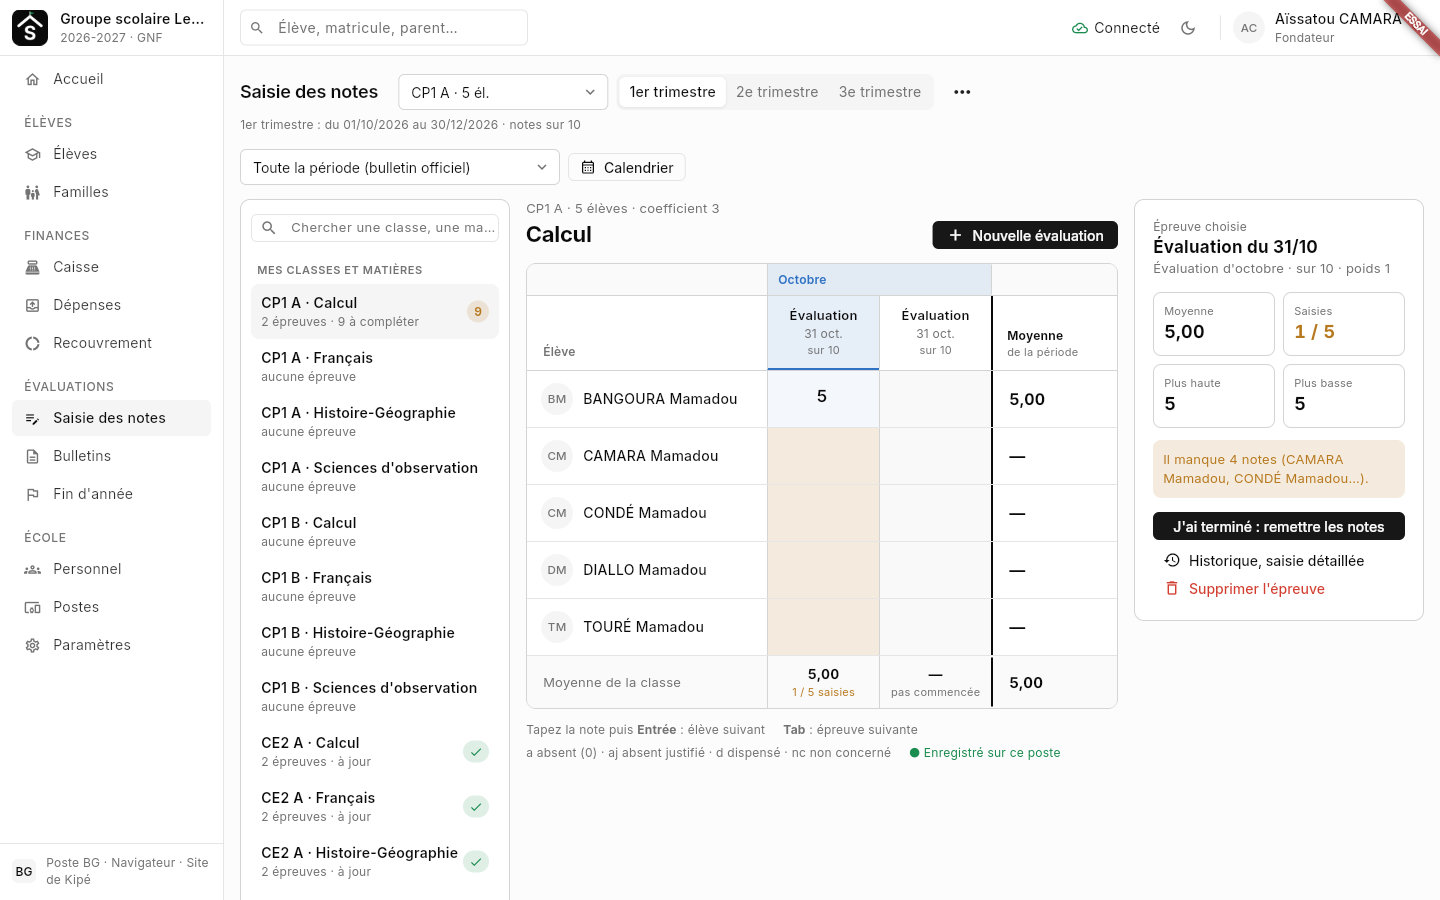 Groupe scolaire Le...
2026-2027 · GNF
Élève, matricule, parent...
Connecté
AC
Aïssatou CAMARA
Fondateur
ESSAI
Accueil
ÉLÈVES
Élèves
Familles
FINANCES
Caisse
Dépenses
Recouvrement
ÉVALUATIONS
Saisie des notes
Bulletins
Fin d'année
ÉCOLE
Personnel
Postes
Paramètres
BG
Poste BG · Navigateur · Site
de Kipé
Saisie des notes
CP1 A · 5 él.
1er trimestre
2e trimestre
3e trimestre
1er trimestre : du 01/10/2026 au 30/12/2026 · notes sur 10
Toute la période (bulletin officiel)
Calendrier
Chercher une classe, une ma...
MES CLASSES ET MATIÈRES
CP1 A · Calcul
2 épreuves · 9 à compléter
9
CP1 A · Français
aucune épreuve
CP1 A · Histoire-Géographie
aucune épreuve
CP1 A · Sciences d'observation
aucune épreuve
CP1 B · Calcul
aucune épreuve
CP1 B · Français
aucune épreuve
CP1 B · Histoire-Géographie
aucune épreuve
CP1 B · Sciences d'observation
aucune épreuve
CE2 A · Calcul
2 épreuves · à jour
CE2 A · Français
2 épreuves · à jour
CE2 A · Histoire-Géographie
2 épreuves · à jour
CP1 A · 5 élèves · coefficient 3
Calcul
+ Nouvelle évaluation
Octobre
Élève
Évaluation
31 oct.
sur 10
Évaluation
31 oct.
sur 10
Moyenne
de la période
BM BANGOURA Mamadou 5 5,00
CM CAMARA Mamadou —
CM CONDÉ Mamadou —
DM DIALLO Mamadou —
TM TOURÉ Mamadou —
Moyenne de la classe
5,00
1 / 5 saisies
—
pas commencée
5,00
Tapez la note puis Entrée : élève suivant Tab : épreuve suivante
a absent (0) · aj absent justifié · d dispensé · nc non concerné
Enregistré sur ce poste
Épreuve choisie
Évaluation du 31/10
Évaluation d'octobre · sur 10 · poids 1
Moyenne
5,00
Saisies
1 / 5
Plus haute
5
Plus basse
5
Il manque 4 notes (CAMARA
Mamadou, CONDÉ Mamadou...).
J'ai terminé : remettre les notes
Historique, saisie détaillée
Supprimer l'épreuve